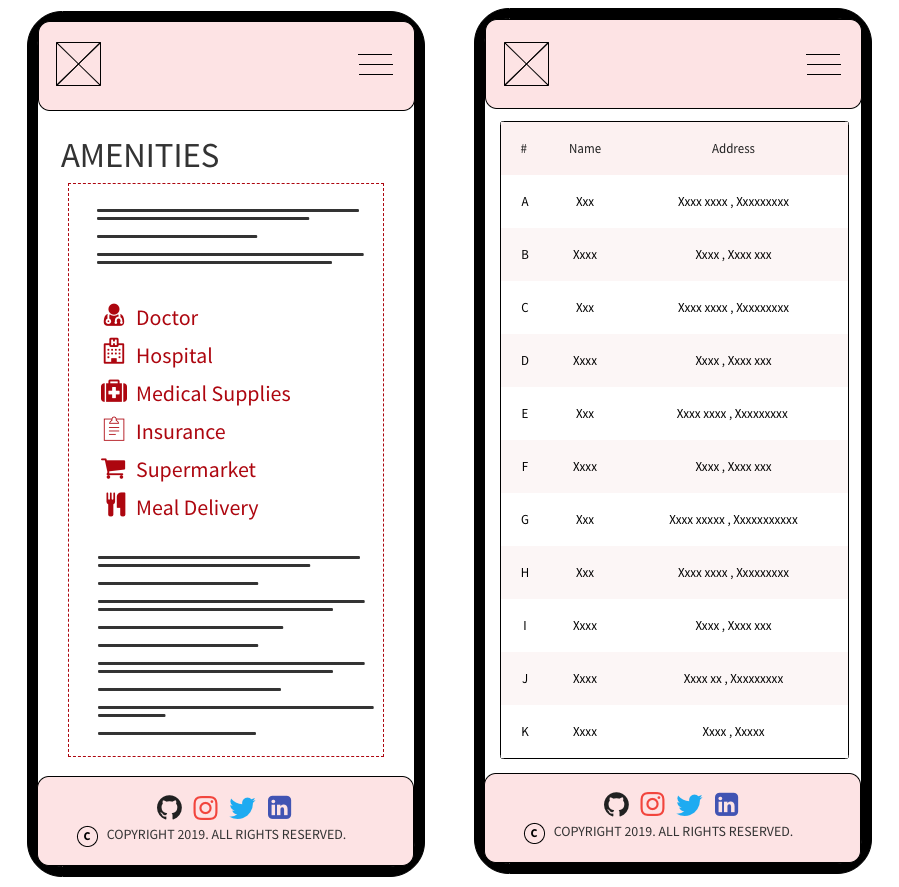 AMENITIES
Doctor
Hospital
Medical Supplies
Insurance
Supermarket
Meal Delivery
C COPYRIGHT 2019. ALL RIGHTS RESERVED.
# Name Address
A Xxx Xxxx xxxx , Xxxxxxxxx
B Xxxx Xxxx , Xxxx xxx
C Xxx Xxxx xxxx , Xxxxxxxxx
D Xxxx Xxxx , Xxxx xxx
E Xxx Xxxx xxxx , Xxxxxxxxx
F Xxxx Xxxx , Xxxx xxx
G Xxx Xxxx xxxxx , Xxxxxxxxxxx
H Xxx Xxxx xxxx , Xxxxxxxxx
I Xxxx Xxxx , Xxxx xxx
J Xxxx Xxxx xx , Xxxxxxxxx
K Xxxx Xxxx , Xxxxx
C COPYRIGHT 2019. ALL RIGHTS RESERVED.